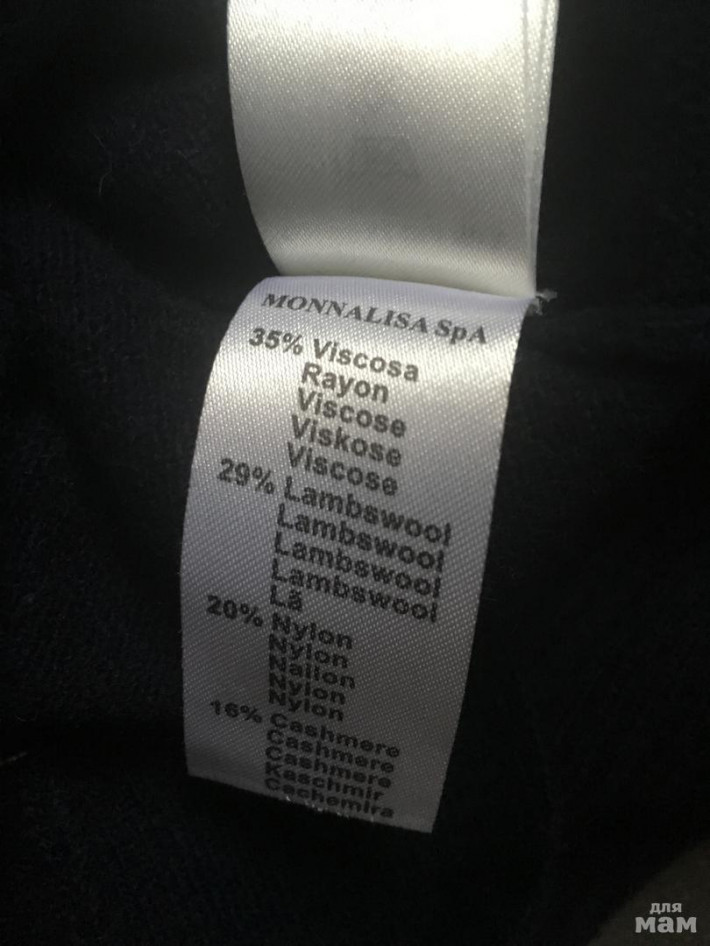 MONNALISA SpA
35% Viscosa
Rayon
Viscose
Viskose
Viscose
29% Lambswool
Lambswool
Lambswool
Lambswool
Lã
20% Nylon
Nylon
Nailon
Nylon
Nylon
16% Cashmere
Cashmere
Cashmere
Kaschmir
Cachemira
для
мам